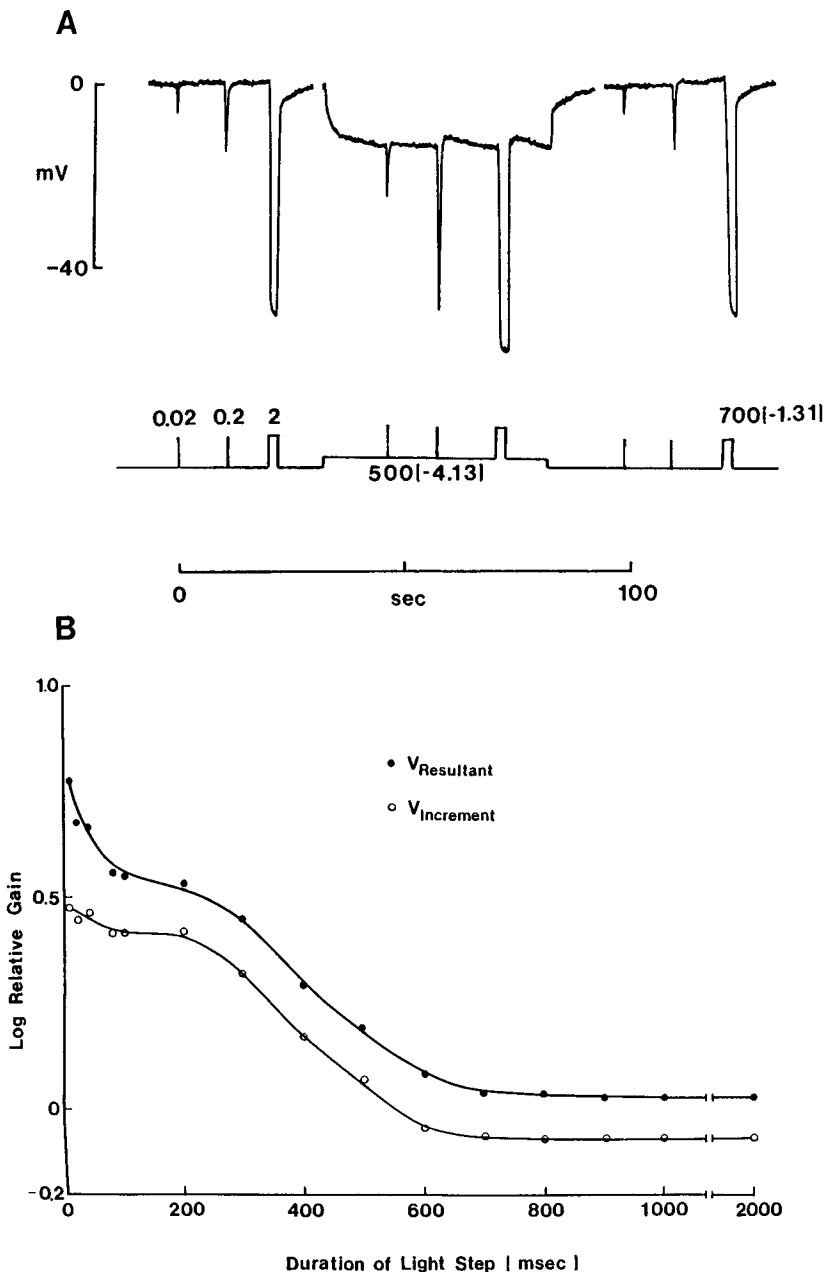 A
0
mV
-40
0.02 0.2 2
700[-1.31]
500[-4.13]
0 sec 100
B
1.0
VResultant
VIncrement
0.5
Log Relative Gain
0
-0.2
0 200 400 600 800 1000 2000
Duration of Light Step [ msec ]